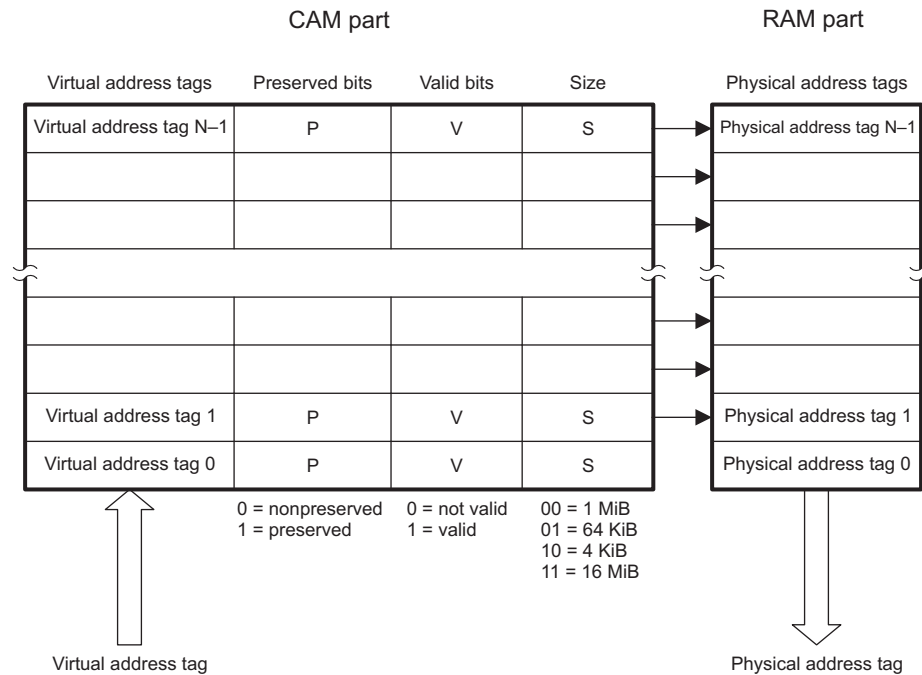 CAM part RAM part
Virtual address tags Preserved bits Valid bits Size Physical address tags
Virtual address tag N–1 P V S Physical address tag N–1
Virtual address tag 1 P V S Physical address tag 1
Virtual address tag 0 P V S Physical address tag 0
0 = nonpreserved 0 = not valid 00 = 1 MiB
1 = preserved 1 = valid 01 = 64 KiB
10 = 4 KiB
11 = 16 MiB
Virtual address tag Physical address tag